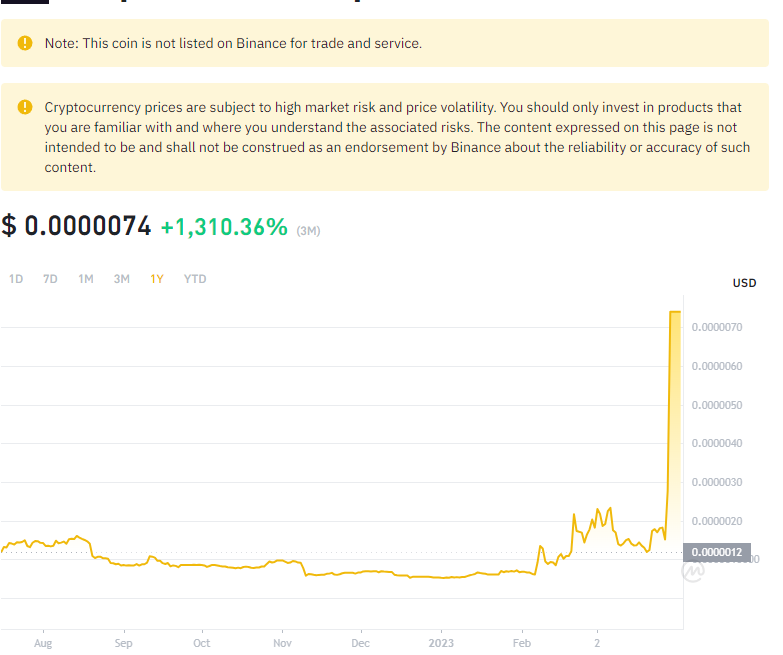 Note: This coin is not listed on Binance for trade and service.
Cryptocurrency prices are subject to high market risk and price volatility. You should only invest in products that
you are familiar with and where you understand the associated risks. The content expressed on this page is not
intended to be and shall not be construed as an endorsement by Binance about the reliability or accuracy of such
content.
$ 0.0000074 +1,310.36% (3M)
1D 7D 1M 3M 1Y YTD
USD
0.0000070
0.0000060
0.0000050
0.0000040
0.0000030
0.0000020
0.0000012
Aug Sep Oct Nov Dec 2023 Feb 2